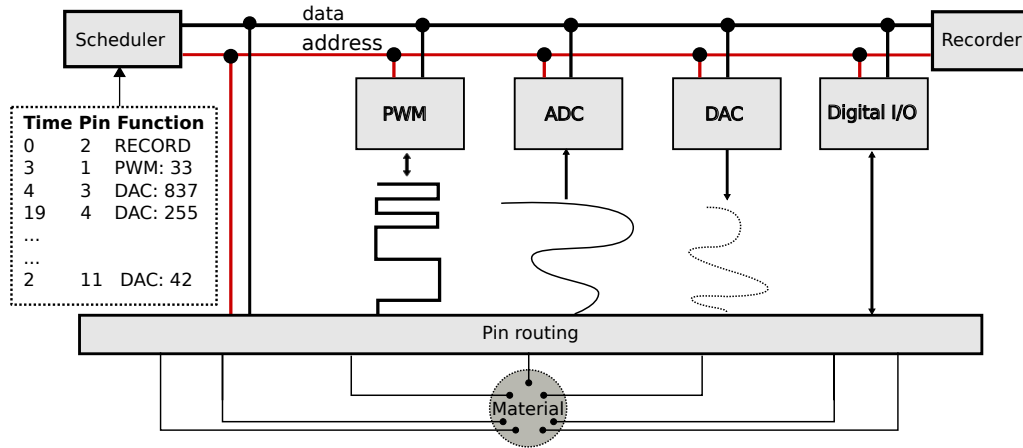 data
Scheduler
address
Recorder
PWM
ADC
DAC
Digital I/O
Time Pin Function
0 2 RECORD
3 1 PWM: 33
4 3 DAC: 837
19 4 DAC: 255
...
...
2 11 DAC: 42
Pin routing
Material